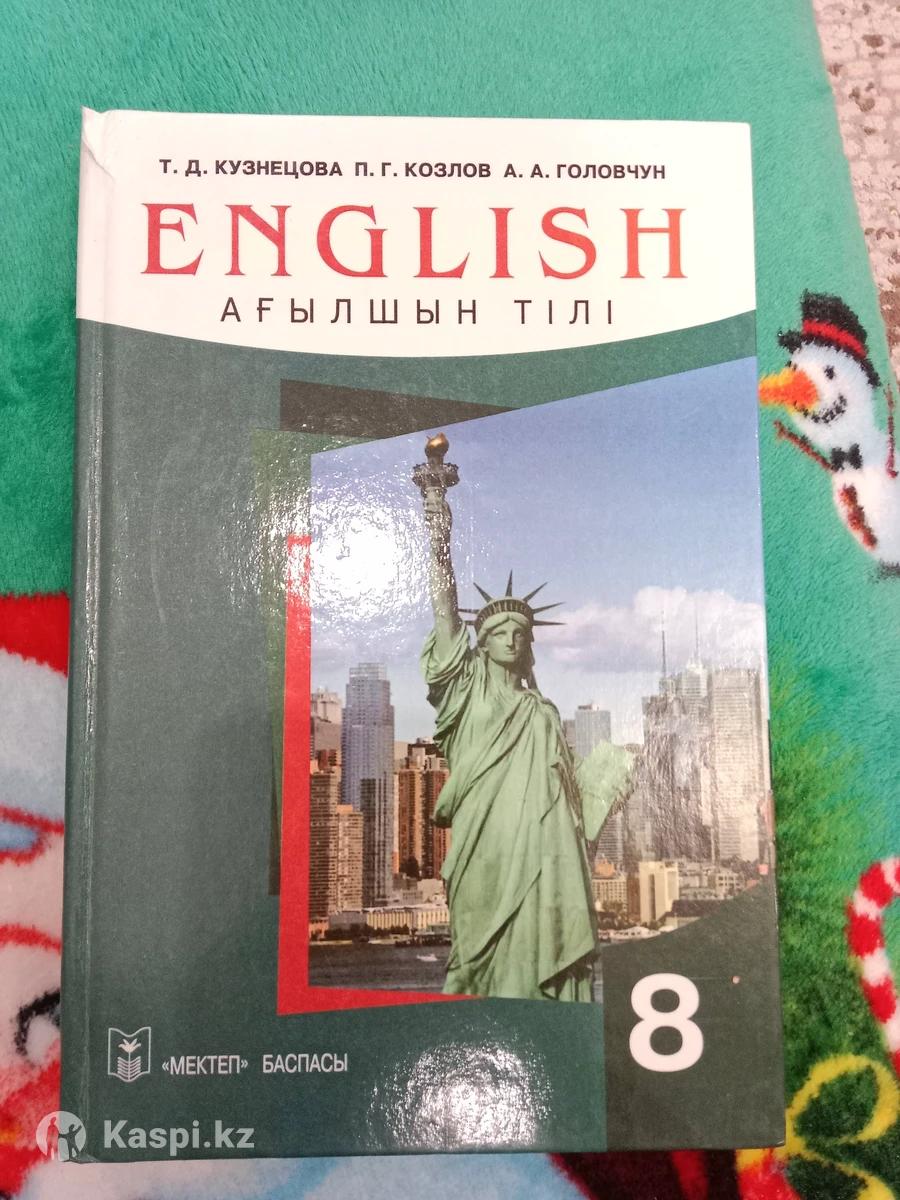 Т. Д. КУЗНЕЦОВА П. Г. КОЗЛОВ А. А. ГОЛОВЧУН
ENGLISH
АҒЫЛШЫН ТІЛІ
8
«МЕКТЕП» БАСПАСЫ
Kaspi.kz